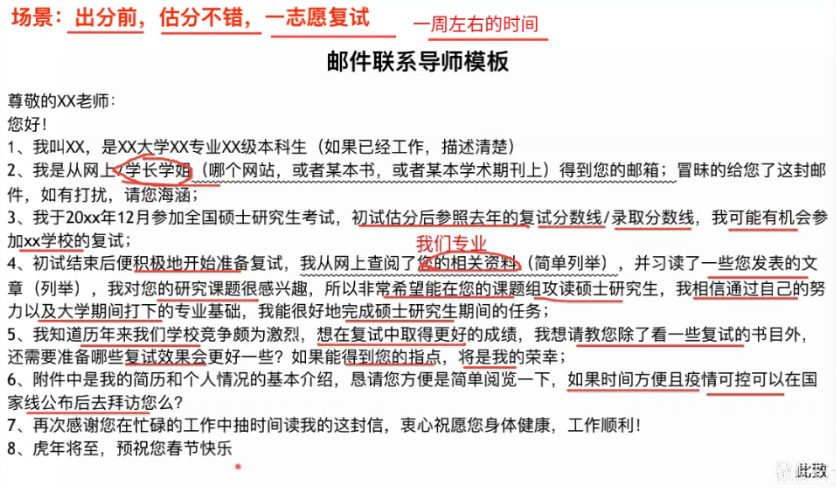 场景：出分前，估分不错，一志愿复试 一周左右的时间
邮件联系导师模板
尊敬的XX老师：
您好！
1、我叫XX，是XX大学XX专业XX级本科生（如果已经工作，描述清楚）
2、我是从网上/学长学姐（哪个网站，或者某本书，或者某本学术期刊上）得到您的邮箱；冒昧的给您了这封邮
件，如有打扰，请您海涵；
3、我于20xx年12月参加全国硕士研究生考试，初试估分后参照去年的复试分数线/录取分数线，我可能有机会参
加xx学校的复试；
我们专业
4、初试结束后便积极地开始准备复试，我从网上查阅了您的相关资料（简单列举），并习读了一些您发表的文
章（列举），我对您的研究课题很感兴趣，所以非常希望能在您的课题组攻读硕士研究生，我相信通过自己的努
力以及大学期间打下的专业基础，我能很好地完成硕士研究生期间的任务；
5、我知道历年来我们学校竞争颇为激烈，想在复试中取得更好的成绩，我想请教您除了看一些复试的书目外，
还需要准备哪些复试效果会更好一些？如果能得到您的指点，将是我的荣幸；
6、附件中是我的简历和个人情况的基本介绍，恳请您方便是简单阅览一下，如果时间方便且疫情可控可以在国
家线公布后去拜访您么？
7、再次感谢您在忙碌的工作中抽时间读我的这封信，衷心祝愿您身体健康，工作顺利！
8、虎年将至，预祝您春节快乐
此致